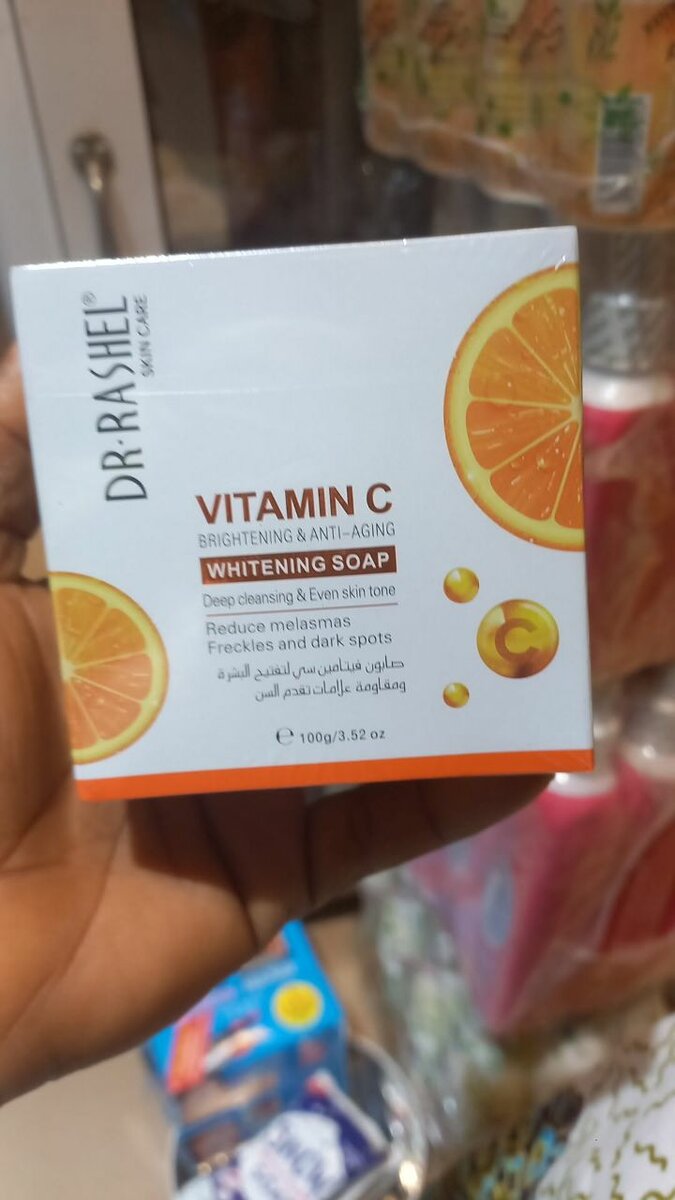 DR·RASHEL®
SKIN CARE
VITAMIN C
BRIGHTENING & ANTI-AGING
WHITENING SOAP
Deep cleansing & Even skin tone
Reduce melasmas
Freckles and dark spots
صابون فيتامين سي لتفتيح البشرة
ومقاومة علامات تقدم السن
℮ 100g/3.52 oz
C